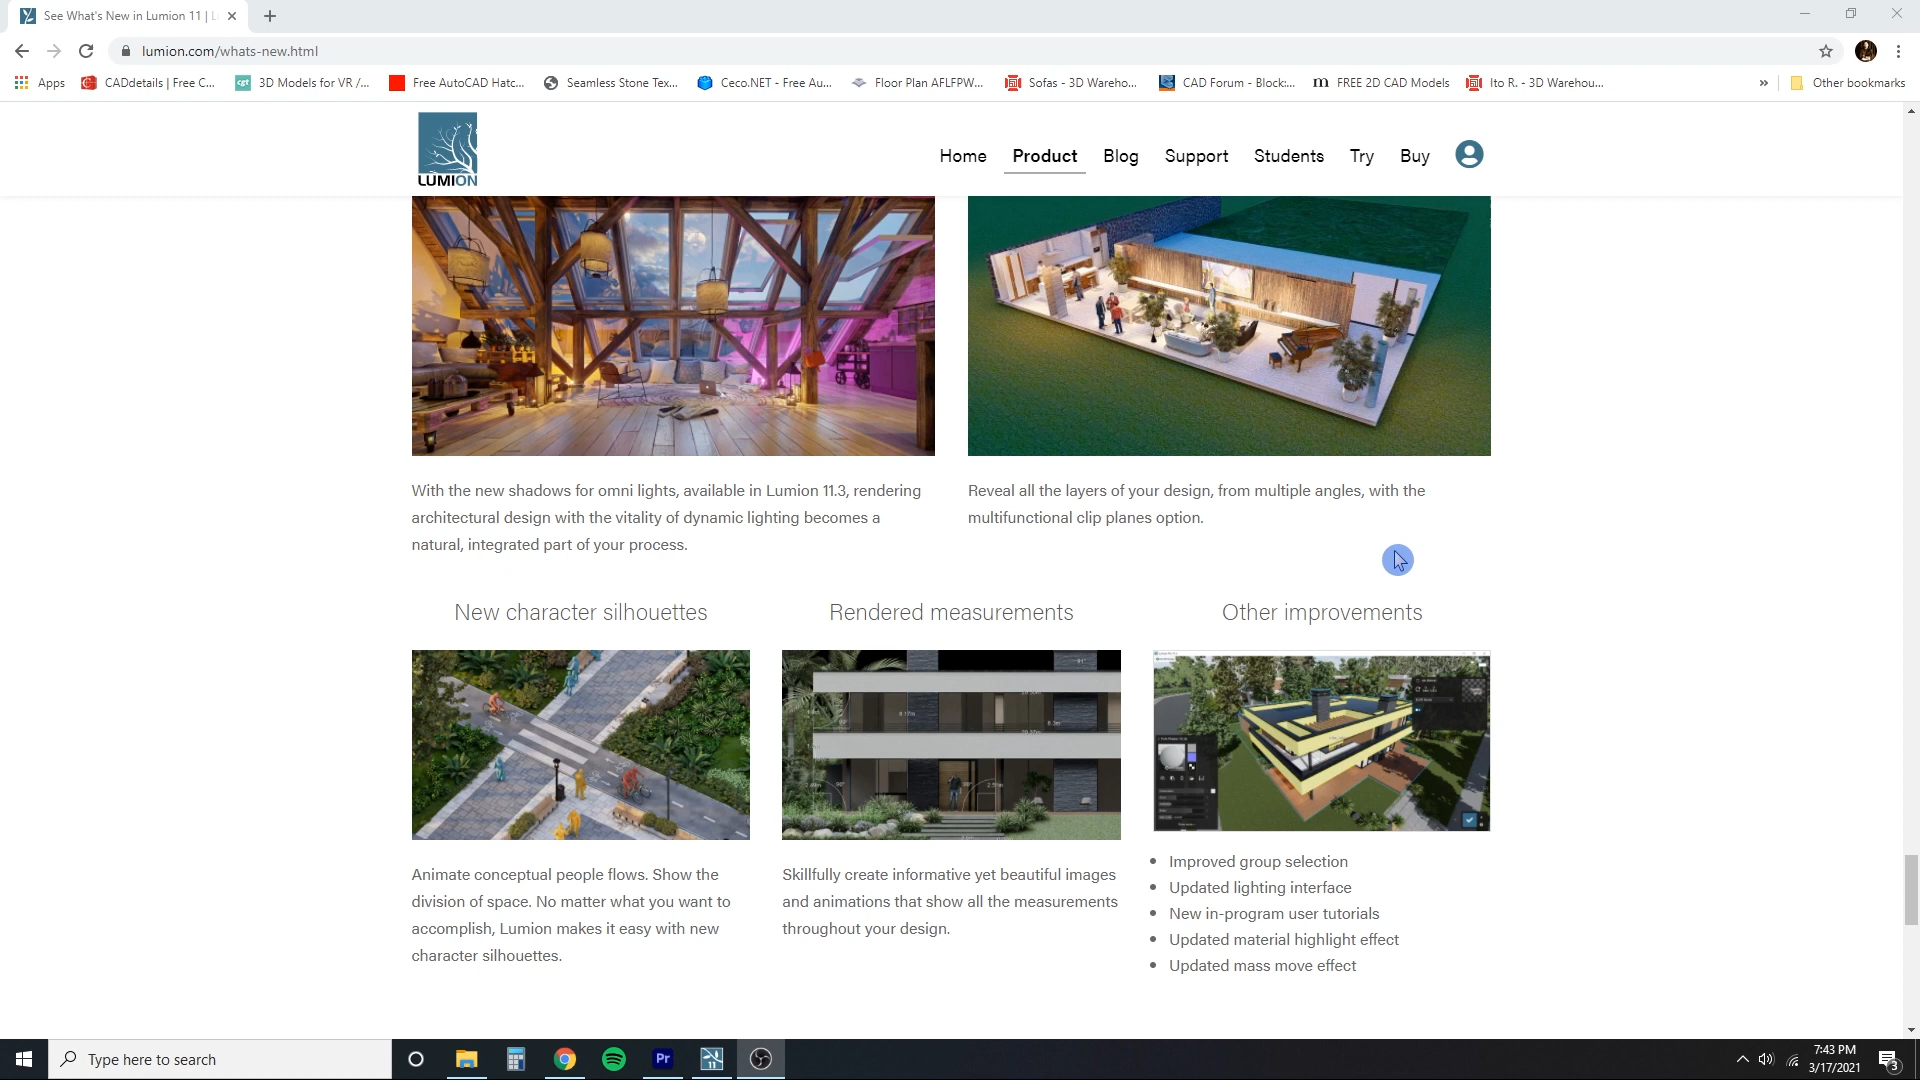 See What's New in Lumion 11 | L
lumion.com/whats-new.html
Apps
CADdetails | Free C...
3D Models for VR /...
Free AutoCAD Hatc...
Seamless Stone Tex...
Ceco.NET - Free Au...
Floor Plan AFLFPW...
Sofas - 3D Wareho...
CAD Forum - Block:...
FREE 2D CAD Models
Ito R. - 3D Warehou...
»
Other bookmarks
LUMION
Home
Product
Blog
Support
Students
Try
Buy
With the new shadows for omni lights, available in Lumion 11.3, rendering
architectural design with the vitality of dynamic lighting becomes a
natural, integrated part of your process.
Reveal all the layers of your design, from multiple angles, with the
multifunctional clip planes option.
New character silhouettes
Rendered measurements
Other improvements
Animate conceptual people flows. Show the
division of space. No matter what you want to
accomplish, Lumion makes it easy with new
character silhouettes.
Skillfully create informative yet beautiful images
and animations that show all the measurements
throughout your design.
• Improved group selection
• Updated lighting interface
• New in-program user tutorials
• Updated material highlight effect
• Updated mass move effect
Type here to search
Pr
11
7:43 PM
3/17/2021
3